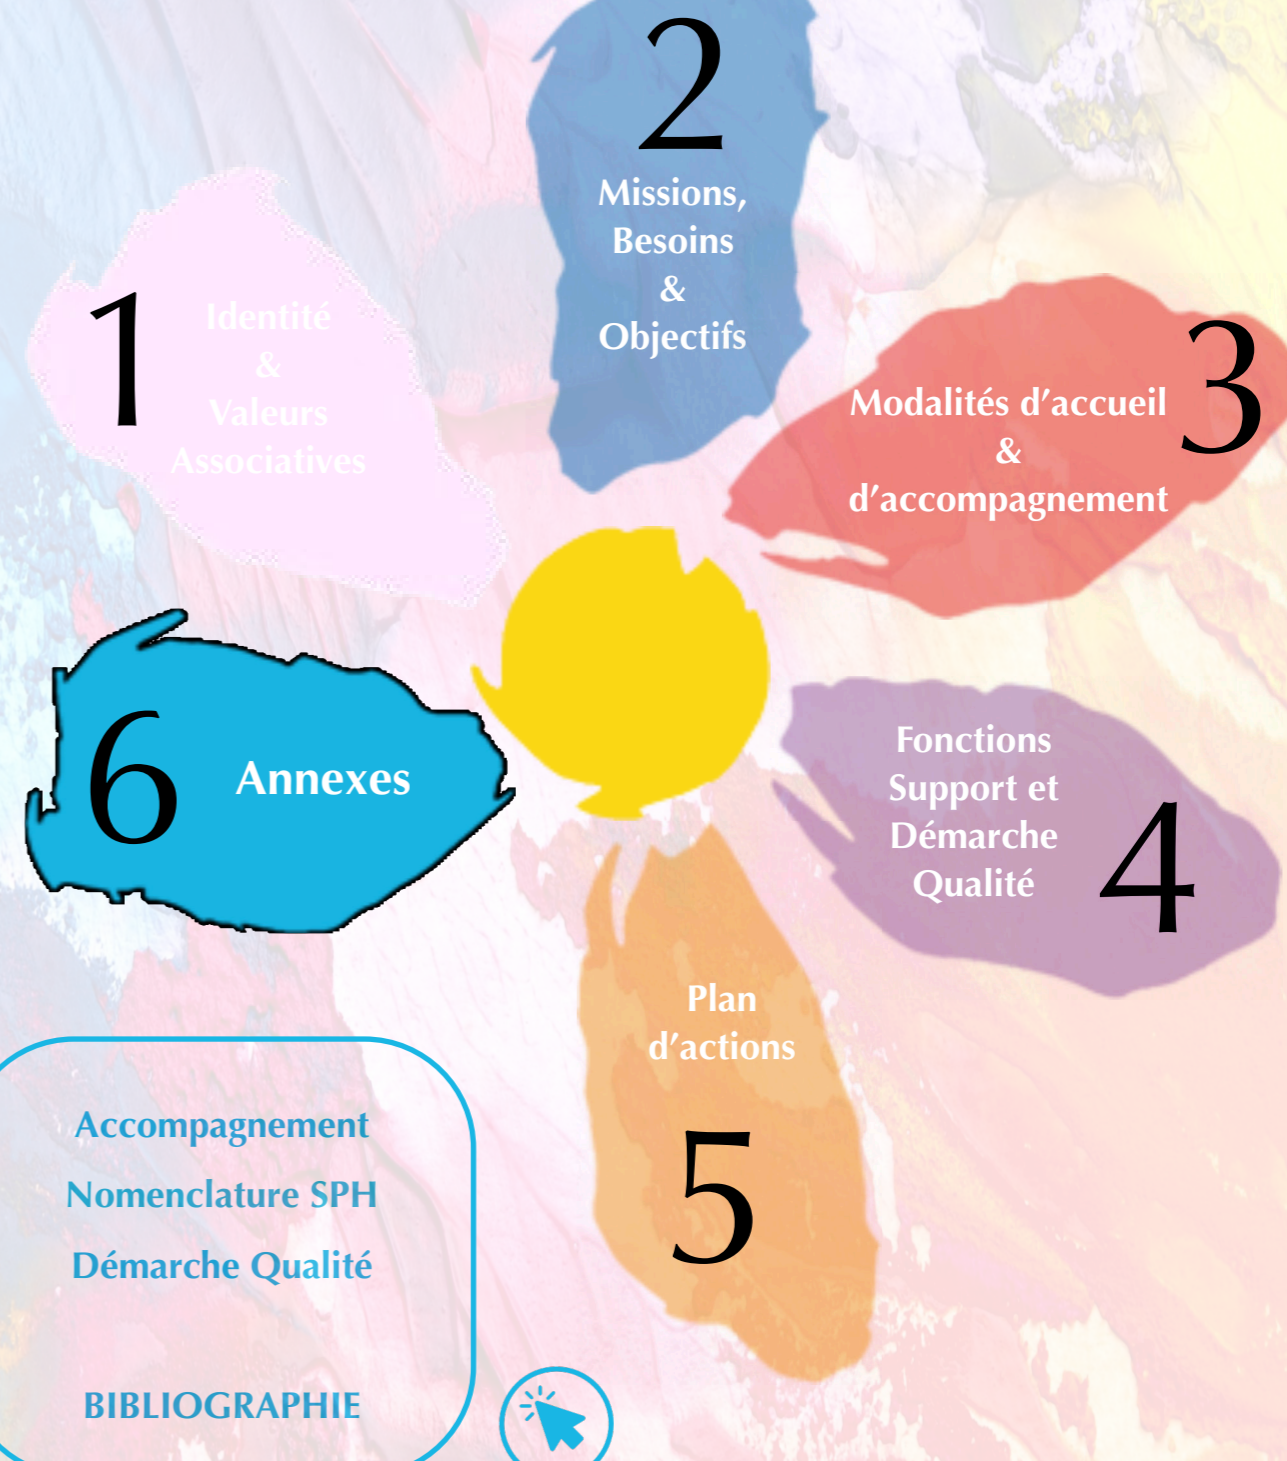 1
Identité
&
Valeurs
Associatives
2
Missions,
Besoins
&
Objectifs
3
Modalités d'accueil
&
d'accompagnement
4
Fonctions
Support et
Démarche
Qualité
Plan
d'actions
5
6
Annexes
Accompagnement
Nomenclature SPH
Démarche Qualité
BIBLIOGRAPHIE